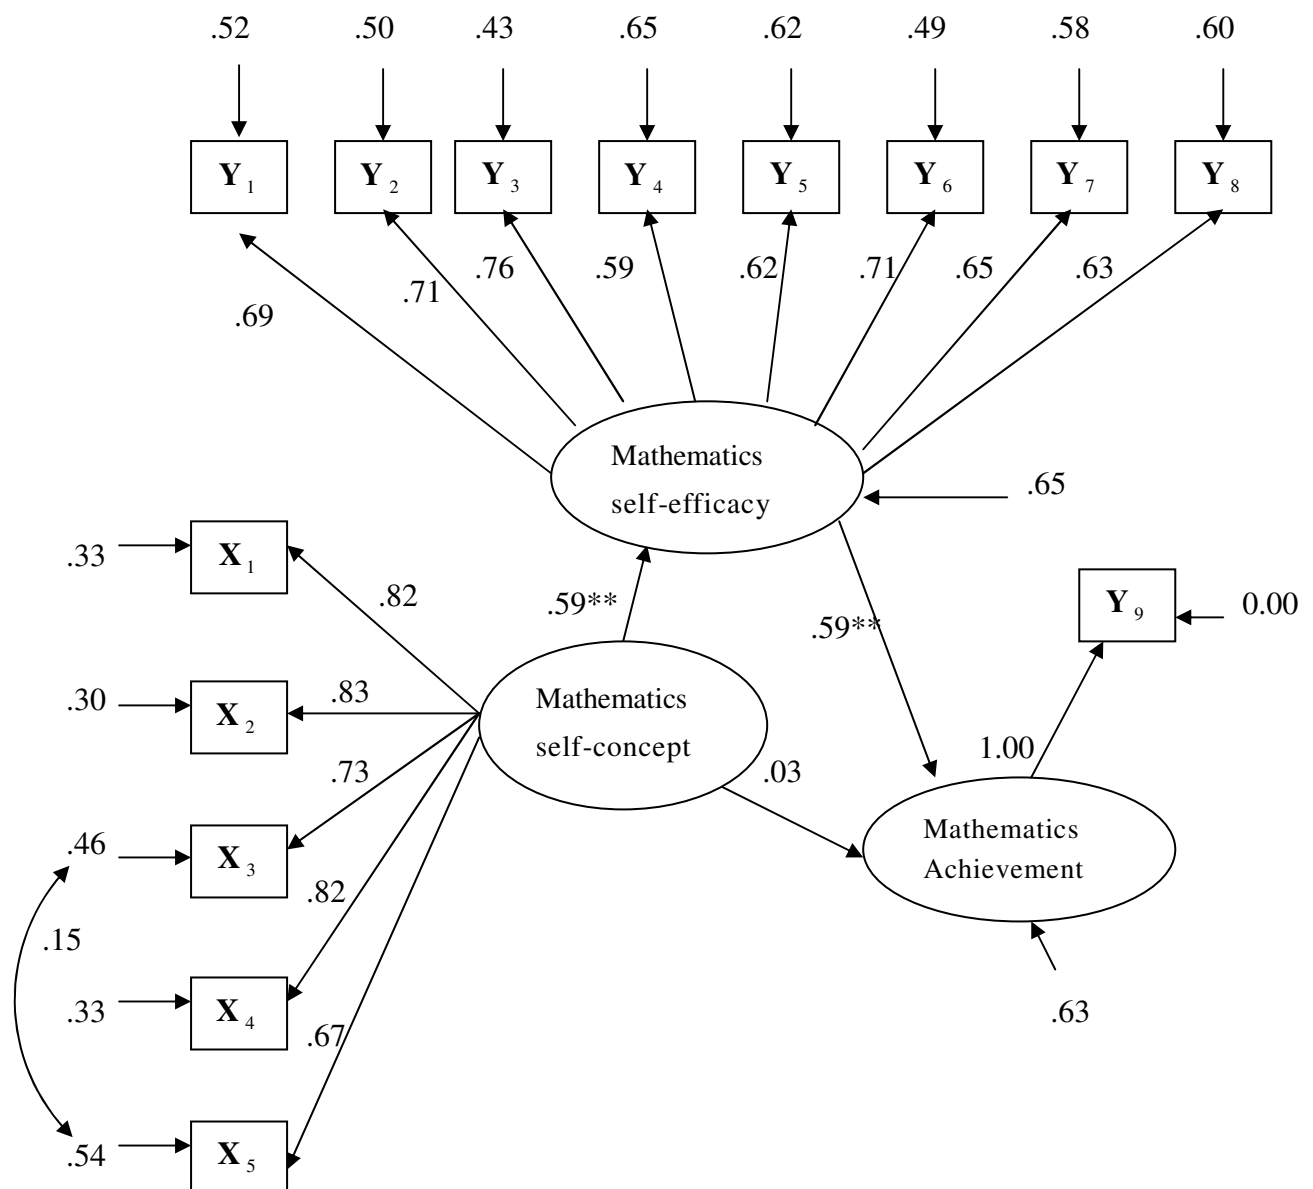 .52 .50 .43 .65 .62 .49 .58 .60
Y₁ Y₂ Y₃ Y₄ Y₅ Y₆ Y₇ Y₈
.69 .71 .76 .59 .62 .71 .65 .63
Mathematics
self-efficacy
.65
.33 X₁ .82
.59**
.59**
Y₉ 0.00
.30 X₂ .83
Mathematics
self-concept
.73
.03
1.00
.46 X₃
Mathematics
Achievement
.82
.15
.33 X₄
.67
.63
.54 X₅